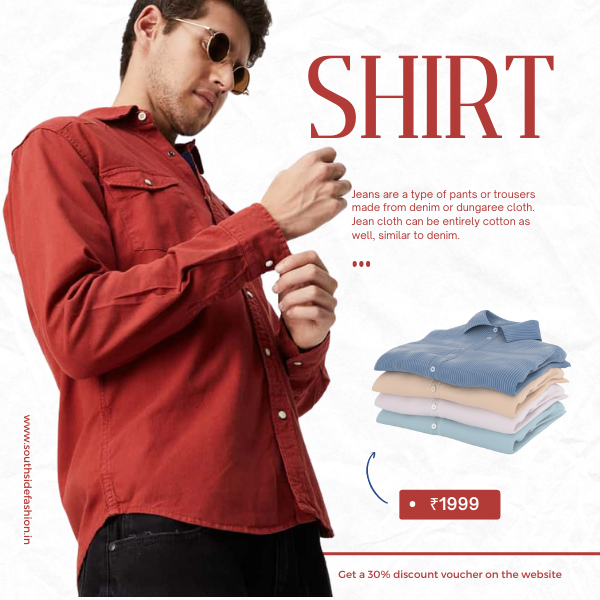 SHIRT
Jeans are a type of pants or trousers
made from denim or dungaree cloth.
Jean cloth can be entirely cotton as
well, similar to denim.
₹1999
www.southsidefashion.in
Get a 30% discount voucher on the website